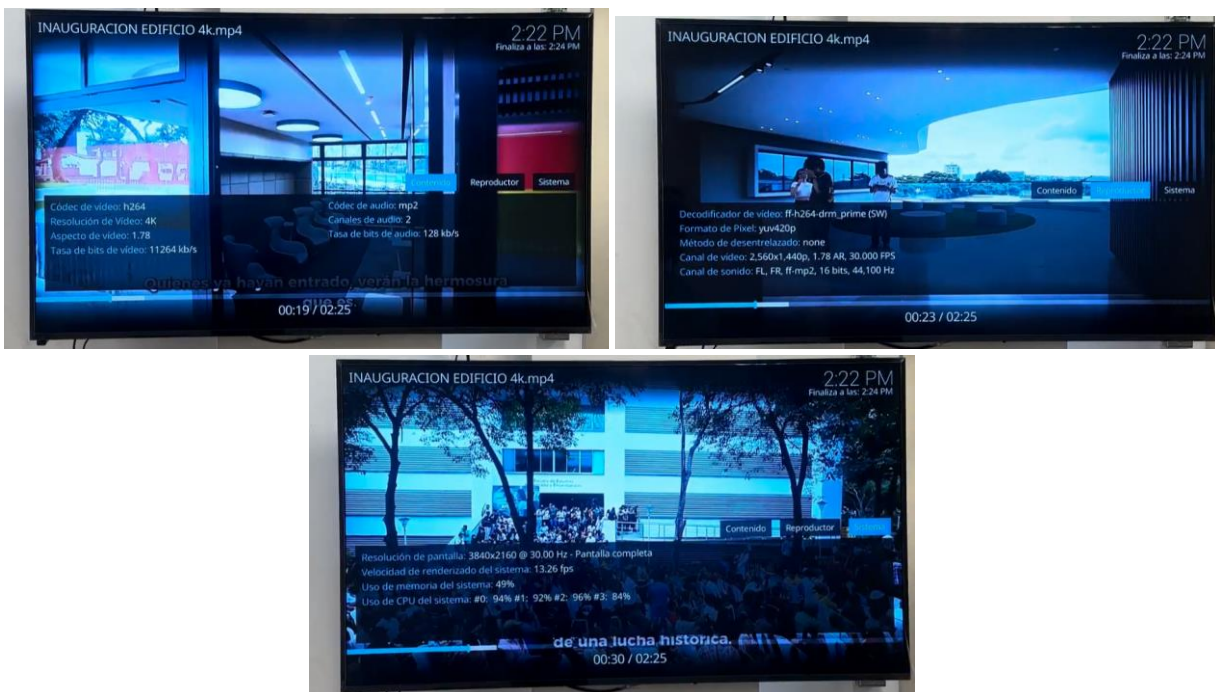 INAUGURACION EDIFICIO 4k.mp4
2:22 PM
Finaliza a las: 2:24 PM
Contenido Reproductor Sistema
Códec de vídeo: h264
Resolución de Vídeo: 4K
Aspecto de vídeo: 1.78
Tasa de bits de vídeo: 11264 kb/s
Códec de audio: mp2
Canales de audio: 2
Tasa de bits de audio: 128 kb/s
Quienes ya hayan entrado, verán la hermosura
que es.
00:19 / 02:25
INAUGURACION EDIFICIO 4k.mp4
2:22 PM
Finaliza a las: 2:24 PM
Contenido Reproductor Sistema
Decodificador de vídeo: ff-h264-drm_prime (SW)
Formato de Píxel: yuv420p
Método de desentrelazado: none
Canal de vídeo: 2,560x1,440p, 1.78 AR, 30.000 FPS
Canal de sonido: FL, FR, ff-mp2, 16 bits, 44,100 Hz
00:23 / 02:25
INAUGURACION EDIFICIO 4k.mp4
2:22 PM
Finaliza a las: 2:24 PM
Contenido Reproductor Sistema
Resolución de pantalla: 3840x2160 @ 30.00 Hz - Pantalla completa
Velocidad de renderizado del sistema: 13.26 fps
Uso de memoria del sistema: 49%
Uso de CPU del sistema: #0: 94% #1: 92% #2: 96% #3: 84%
de una lucha histórica.
00:30 / 02:25